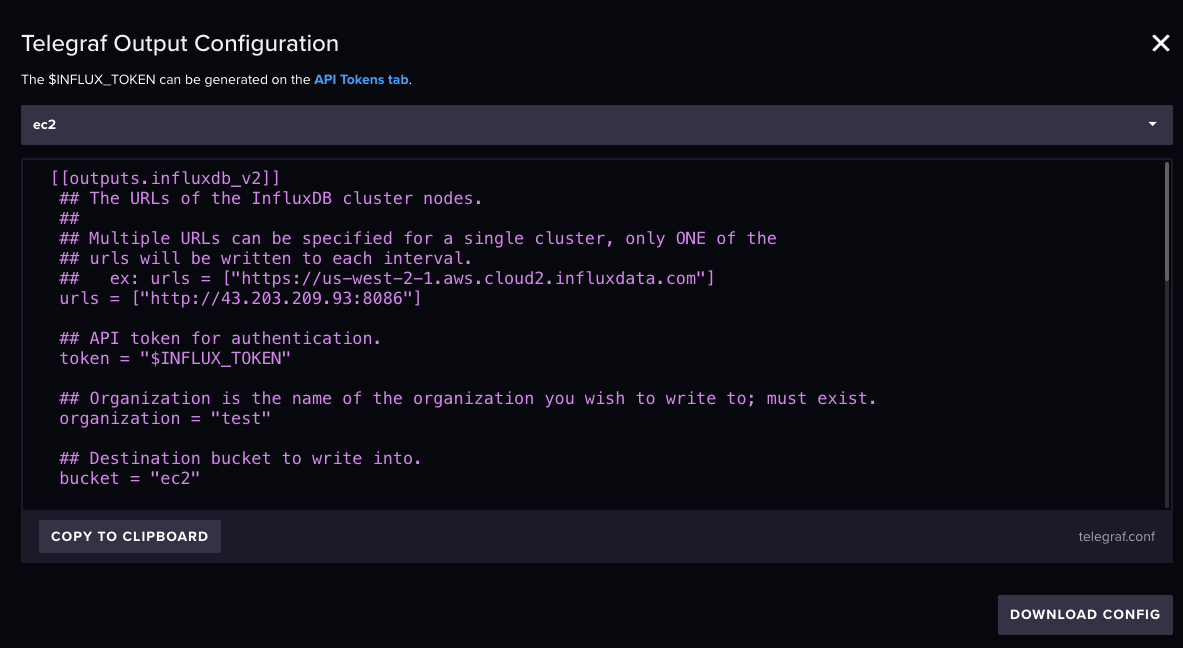 Telegraf Output Configuration
The $INFLUX_TOKEN can be generated on the API Tokens tab.
ec2
[[outputs.influxdb_v2]]
## The URLs of the InfluxDB cluster nodes.
##
## Multiple URLs can be specified for a single cluster, only ONE of the
## urls will be written to each interval.
##   ex: urls = ["https://us-west-2-1.aws.cloud2.influxdata.com"]
urls = ["http://43.203.209.93:8086"]
## API token for authentication.
token = "$INFLUX_TOKEN"
## Organization is the name of the organization you wish to write to; must exist.
organization = "test"
## Destination bucket to write into.
bucket = "ec2"
COPY TO CLIPBOARD
telegraf.conf
DOWNLOAD CONFIG